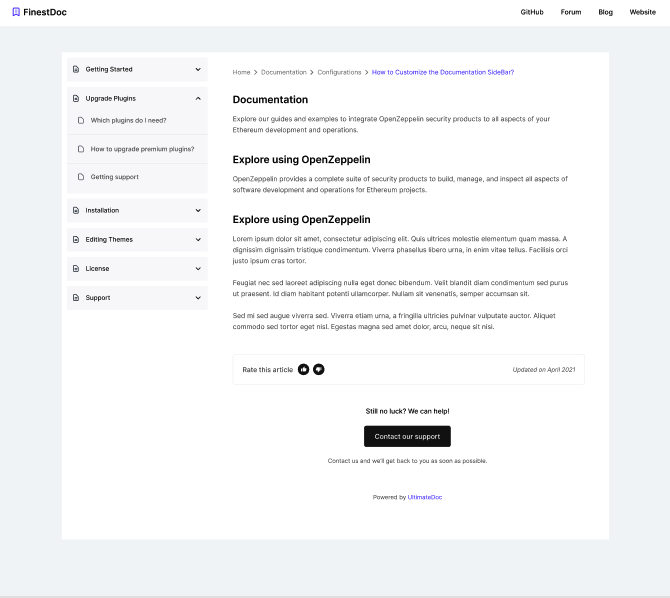 FinestDoc
GitHub Forum Blog Website
Getting Started
Upgrade Plugins
Which plugins do I need?
How to upgrade premium plugins?
Getting support
Installation
Editing Themes
License
Support
Home > Documentation > Configurations > How to Customize the Documentation SideBar?
Documentation
Explore our guides and examples to integrate OpenZeppelin security products to all aspects of your
Ethereum development and operations.
Explore using OpenZeppelin
OpenZeppelin provides a complete suite of security products to build, manage, and inspect all aspects of
software development and operations for Ethereum projects.
Explore using OpenZeppelin
Lorem ipsum dolor sit amet, consectetur adipiscing elit. Quis ultrices molestie elementum quam massa. A
dignissim dignissim tristique condimentum. Viverra phasellus libero urna, in enim vitae tellus. Facilisis orci
justo ipsum cras tortor.
Feugiat nec sed laoreet adipiscing nulla eget donec bibendum. Velit blandit diam condimentum sed purus
ut praesent. Id diam habitant potenti ullamcorper. Nullam sit venenatis, semper accumsan sit.
Sed mi sed augue viverra sed. Viverra etiam urna, a fringilla ultricies pulvinar vulputate auctor. Aliquet
commodo sed tortor eget nisl. Egestas magna sed amet dolor, arcu, neque sit nisi.
Rate this article
Updated on April 2021
Still no luck? We can help!
Contact our support
Contact us and we'll get back to you as soon as possible.
Powered by UltimateDoc